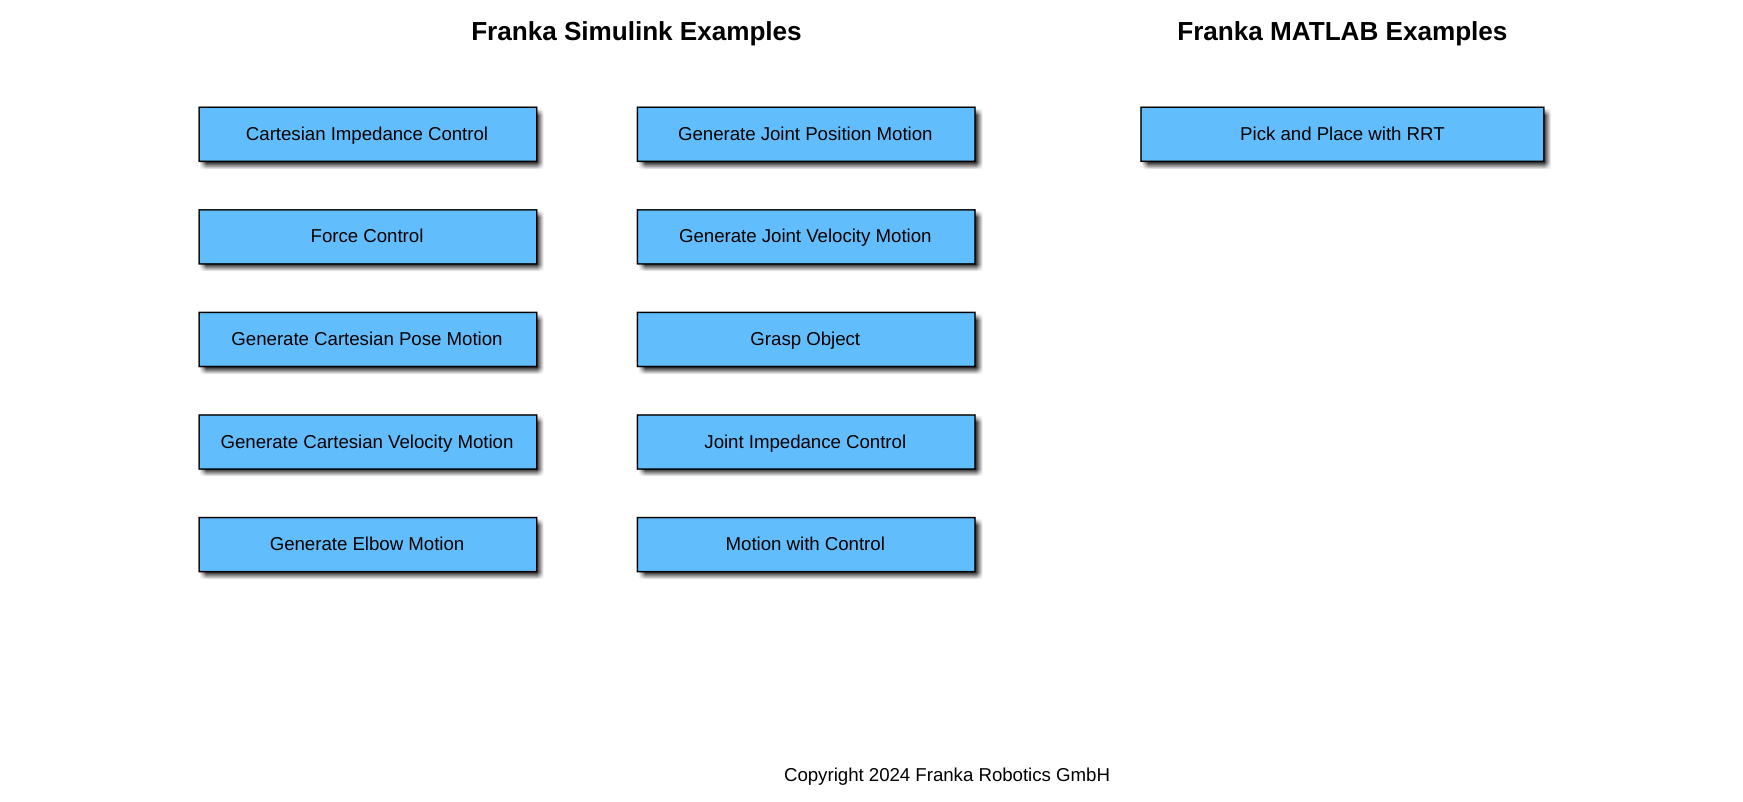 Franka Simulink Examples
Cartesian Impedance Control
Force Control
Generate Cartesian Pose Motion
Generate Cartesian Velocity Motion
Generate Elbow Motion
Generate Joint Position Motion
Generate Joint Velocity Motion
Grasp Object
Joint Impedance Control
Motion with Control
Franka MATLAB Examples
Pick and Place with RRT
Copyright 2024 Franka Robotics GmbH